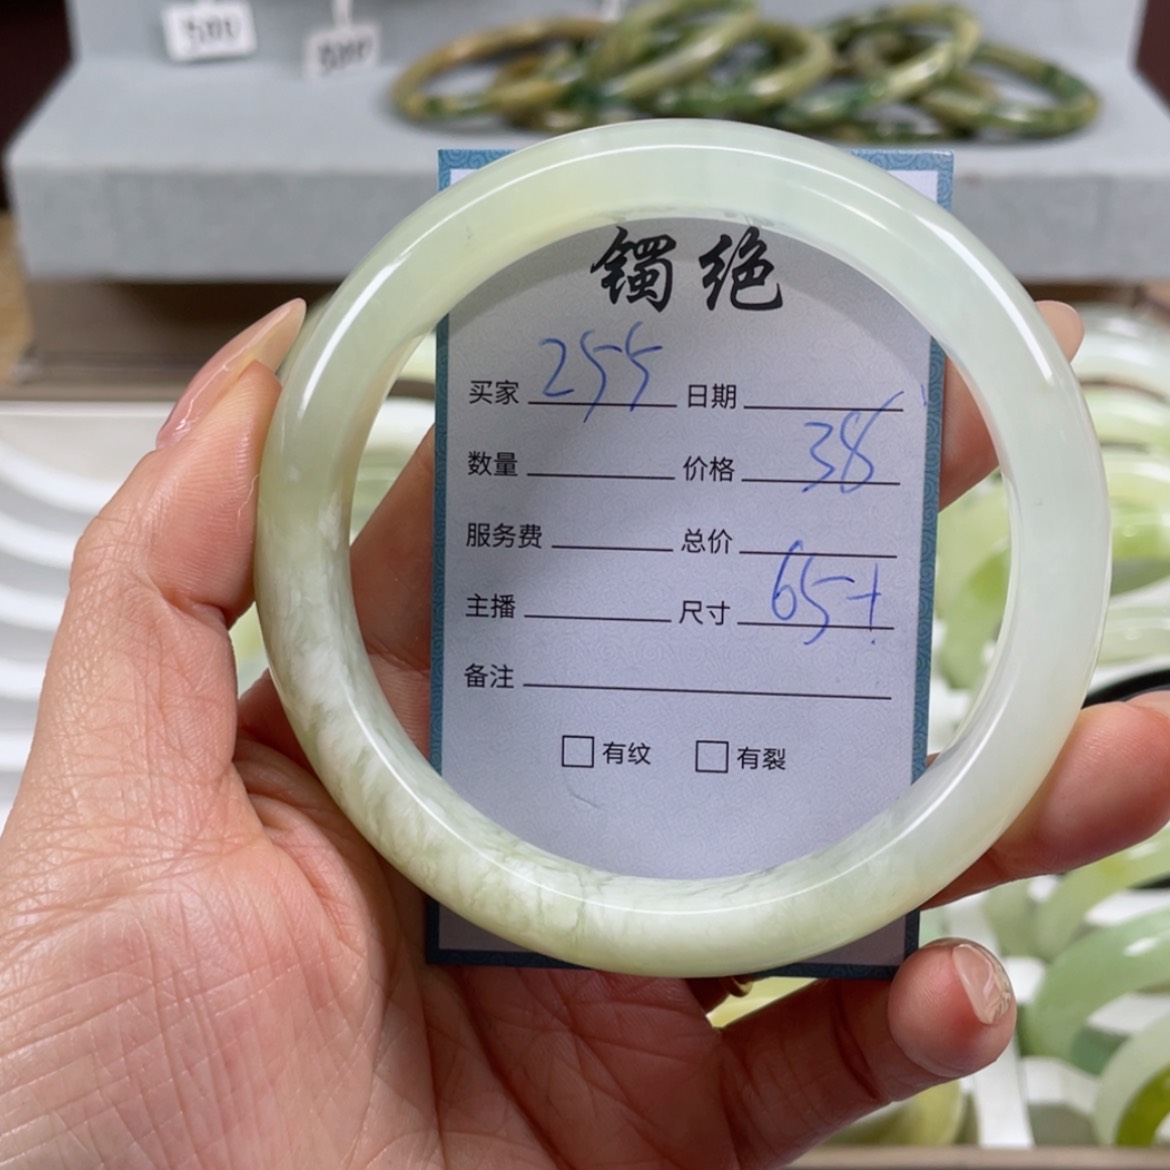 500
镯绝
买家 255 日期
数量 价格 38
服务费 总价
主播 尺寸 65+
备注
□有纹 □有裂